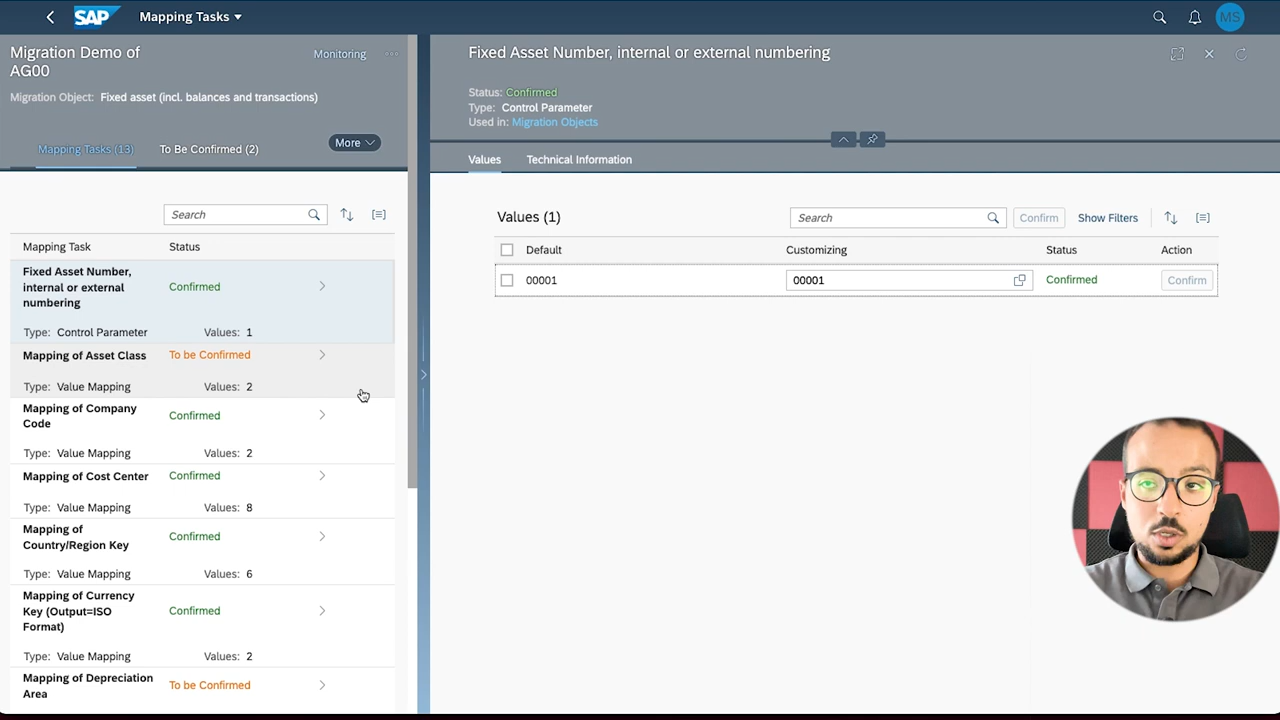 SAP
Mapping Tasks
MS
Migration Demo of
AG00
Monitoring
Migration Object: Fixed asset (incl. balances and transactions)
Mapping Tasks (13)
To Be Confirmed (2)
More
Search
Mapping Task
Status
Fixed Asset Number,
internal or external
numbering
Confirmed
Type: Control Parameter
Values: 1
Mapping of Asset Class
To be Confirmed
Type: Value Mapping
Values: 2
Mapping of Company
Code
Confirmed
Type: Value Mapping
Values: 2
Mapping of Cost Center
Confirmed
Type: Value Mapping
Values: 8
Mapping of
Country/Region Key
Confirmed
Type: Value Mapping
Values: 6
Mapping of Currency
Key (Output=ISO
Format)
Confirmed
Type: Value Mapping
Values: 2
Mapping of Depreciation
Area
To be Confirmed
Fixed Asset Number, internal or external numbering
Status: Confirmed
Type: Control Parameter
Used in: Migration Objects
Values
Technical Information
Values (1)
Search
Confirm
Show Filters
Default
Customizing
Status
Action
00001
00001
Confirmed
Confirm